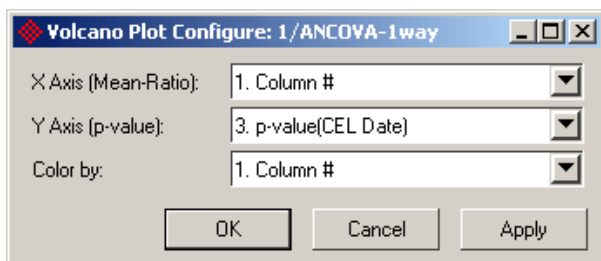 Volcano Plot Configure: 1/ANCOVA-1way
X Axis (Mean-Ratio): 1. Column #
Y Axis (p-value): 3. p-value(CEL Date)
Color by: 1. Column #
OK Cancel Apply